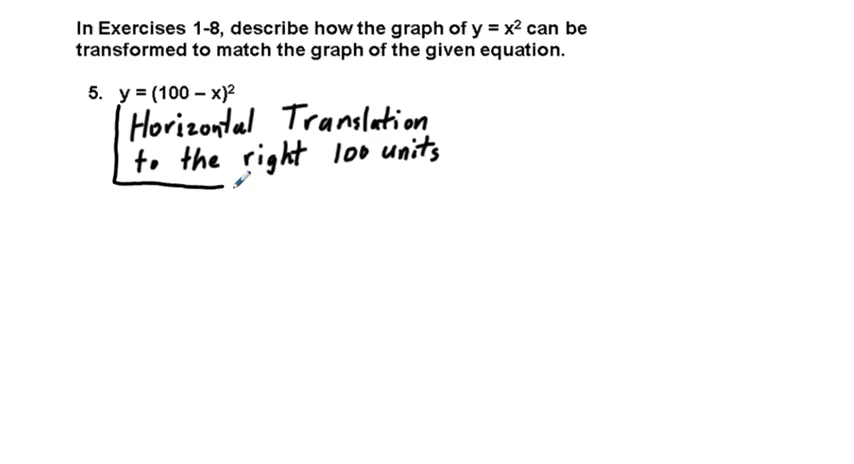 In Exercises 1-8, describe how the graph of y = x² can be
transformed to match the graph of the given equation.
5. y = (100 – x)²
Horizontal Translation
to the right 100 units